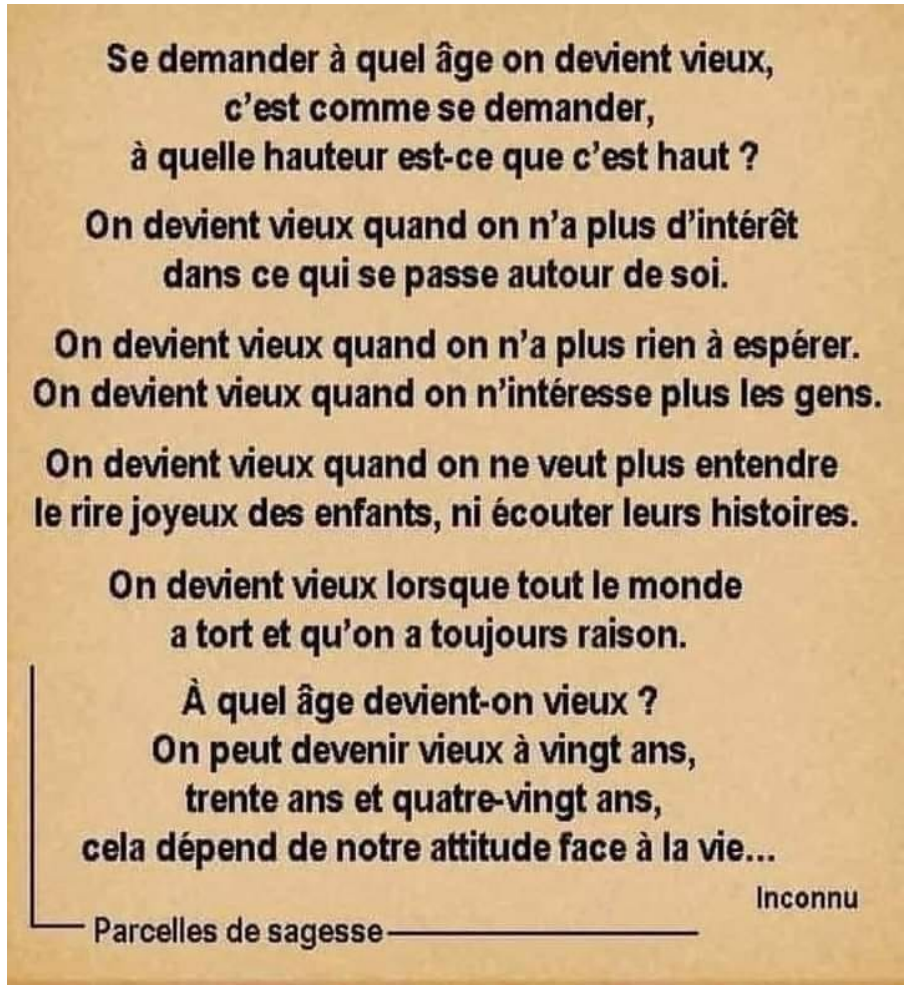 Se demander à quel âge on devient vieux,
c'est comme se demander,
à quelle hauteur est-ce que c'est haut ?
On devient vieux quand on n'a plus d'intérêt
dans ce qui se passe autour de soi.
On devient vieux quand on n'a plus rien à espérer.
On devient vieux quand on n'intéresse plus les gens.
On devient vieux quand on ne veut plus entendre
le rire joyeux des enfants, ni écouter leurs histoires.
On devient vieux lorsque tout le monde
a tort et qu'on a toujours raison.
À quel âge devient-on vieux ?
On peut devenir vieux à vingt ans,
trente ans et quatre-vingt ans,
cela dépend de notre attitude face à la vie...
Inconnu
Parcelles de sagesse